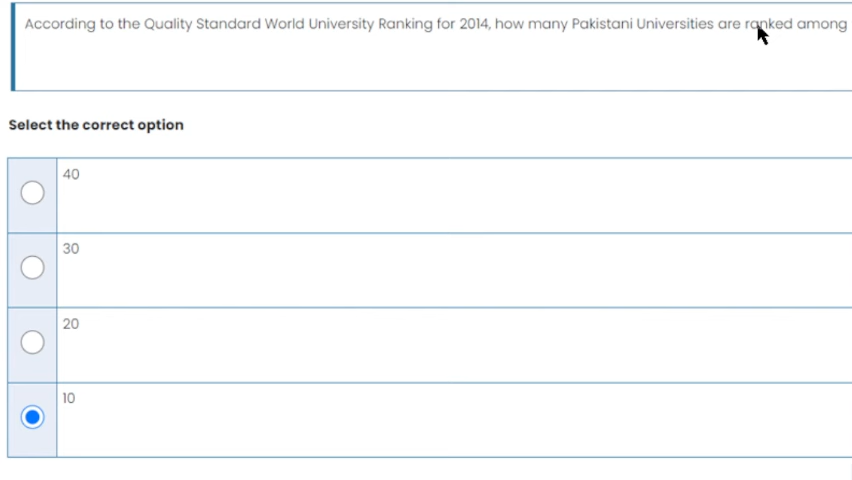 According to the Quality Standard World University Ranking for 2014, how many Pakistani Universities are ranked among
Select the correct option
40
30
20
10